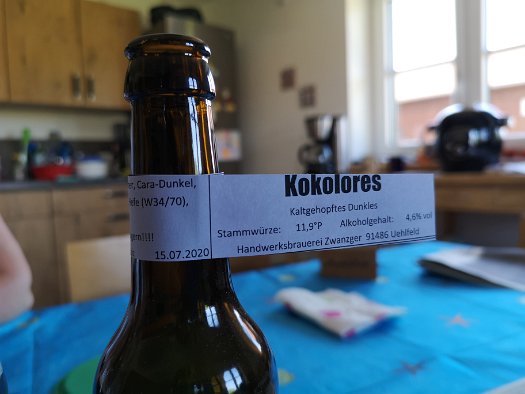 Cara-Dunkel,
(W34/70),
15.07.2020
Kokolores
Kaltgehopftes Dunkles
Stammwürze: 11,9°P Alkoholgehalt: 4,6% vol
Handwerksbrauerei Zwanzger 91486 Uehlfeld